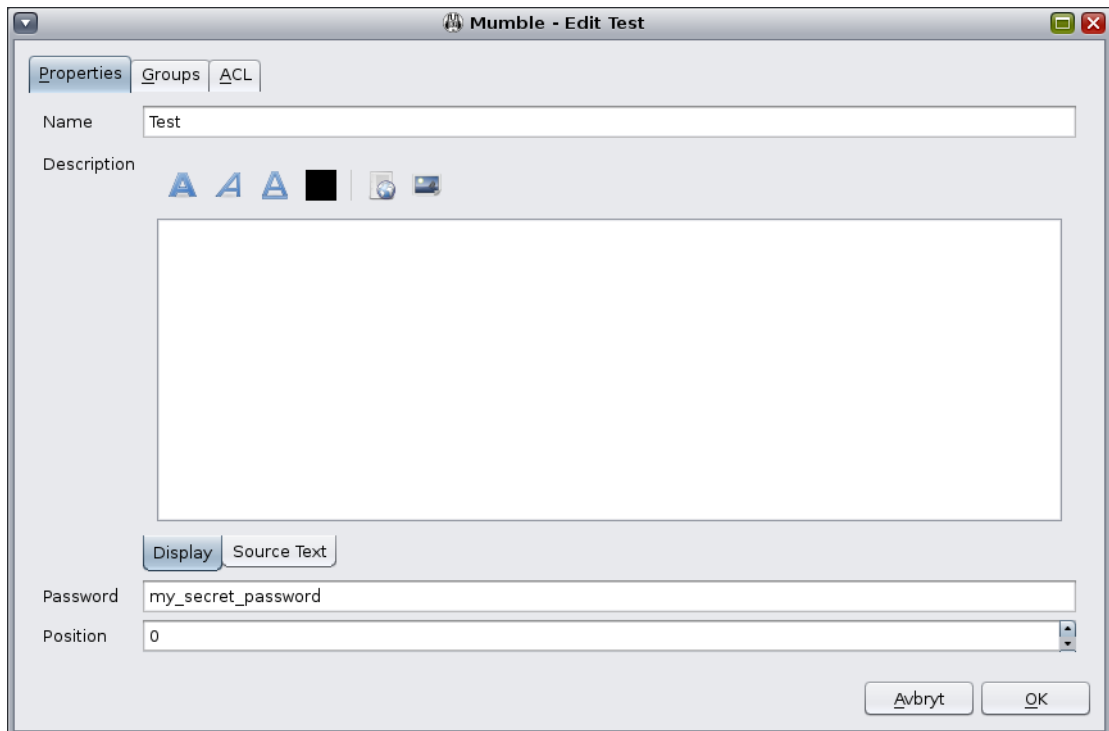 Mumble - Edit Test
Properties Groups ACL
Name Test
Description
Display Source Text
Password my_secret_password
Position 0
Avbryt OK